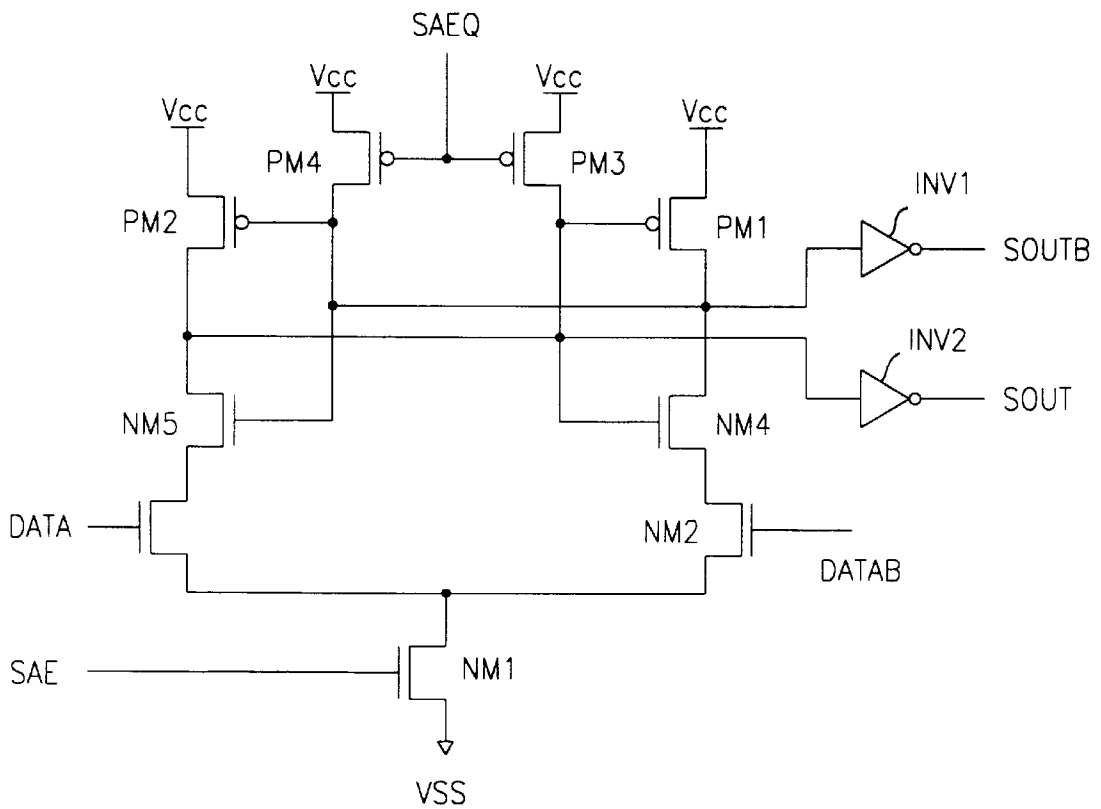 SAEQ
Vcc
Vcc
Vcc
Vcc
PM4
PM3
PM2
PM1
INV1
SOUTB
INV2
SOUT
NM5
NM4
DATA
NM2
DATAB
SAE
NM1
VSS